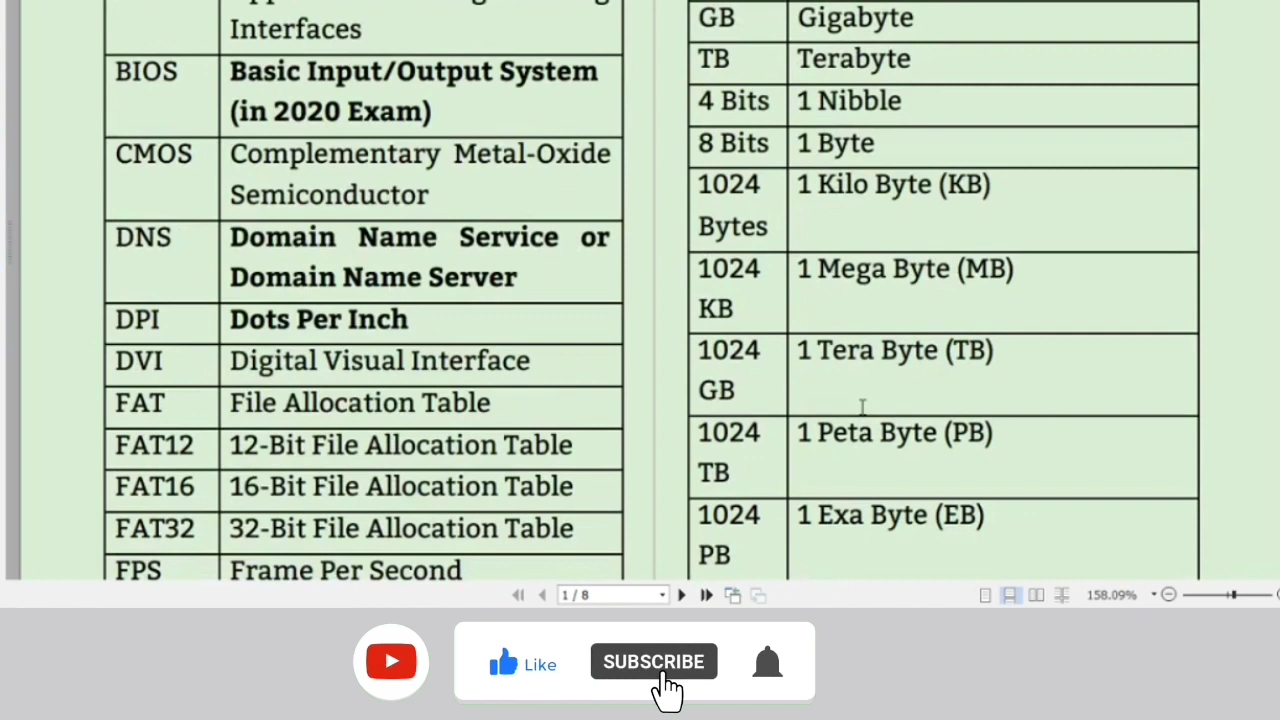 Interfaces
BIOS
Basic Input/Output System
(in 2020 Exam)
CMOS
Complementary Metal-Oxide
Semiconductor
DNS
Domain Name Service or
Domain Name Server
DPI
Dots Per Inch
DVI
Digital Visual Interface
FAT
File Allocation Table
FAT12
12-Bit File Allocation Table
FAT16
16-Bit File Allocation Table
FAT32
32-Bit File Allocation Table
FPS
Frame Per Second
GB
Gigabyte
TB
Terabyte
4 Bits
1 Nibble
8 Bits
1 Byte
1024
Bytes
1 Kilo Byte (KB)
1024
KB
1 Mega Byte (MB)
1024
GB
1 Tera Byte (TB)
1024
TB
1 Peta Byte (PB)
1024
PB
1 Exa Byte (EB)
1 / 8
158.09%
Like
SUBSCRIBE